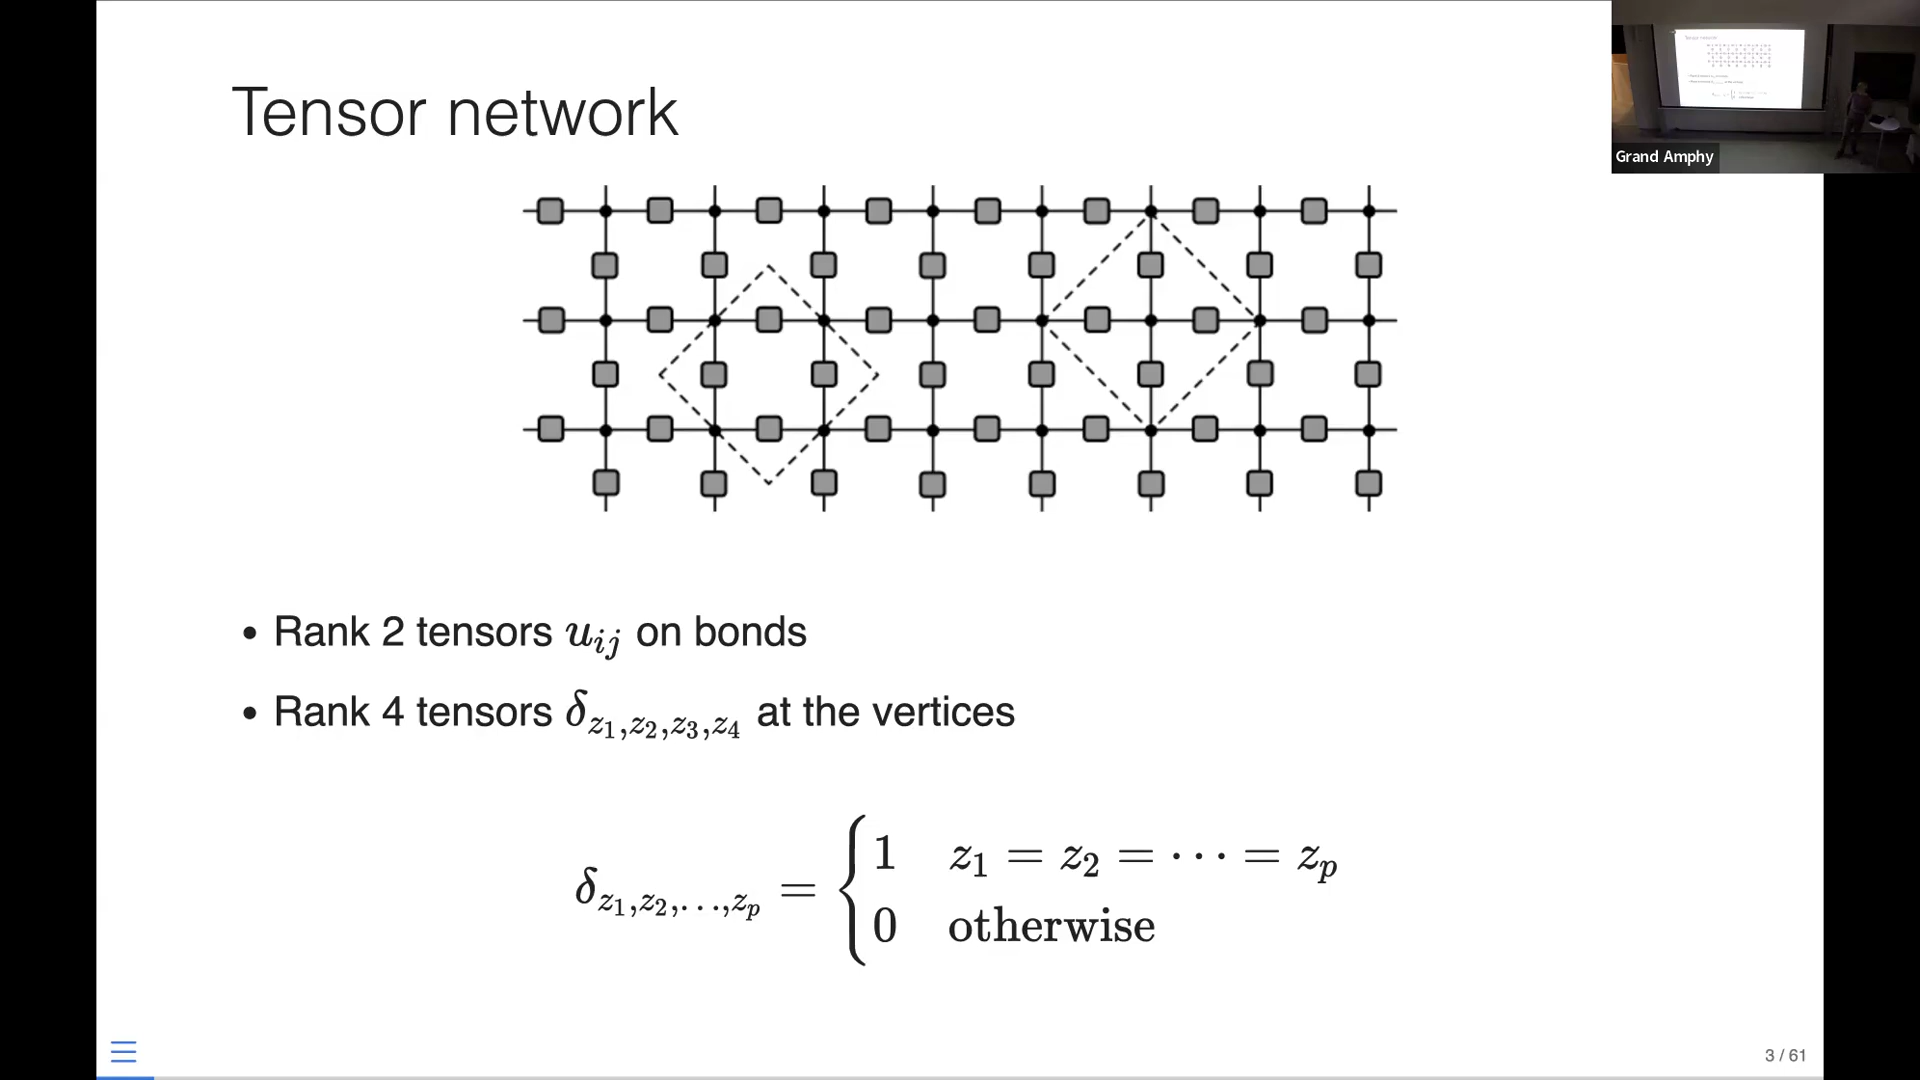 Tensor network
Grand Amphy
• Rank 2 tensors $u_{ij}$ on bonds
• Rank 4 tensors $\delta_{z_1,z_2,z_3,z_4}$ at the vertices
$\delta_{z_1,z_2,\ldots,z_p} = \begin{cases} 1 & z_1 = z_2 = \cdots = z_p \\ 0 & \text{otherwise} \end{cases}$
3 / 61